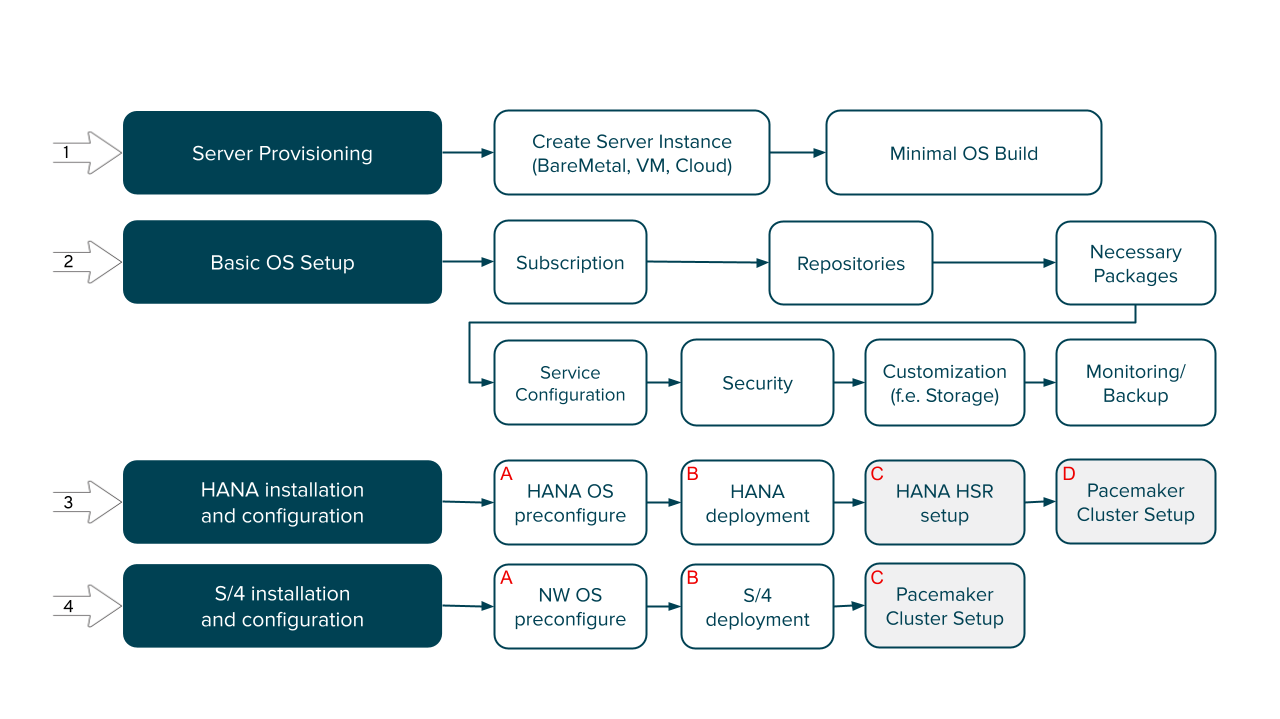 1
Server Provisioning
Create Server Instance
(BareMetal, VM, Cloud)
Minimal OS Build
2
Basic OS Setup
Subscription
Repositories
Necessary
Packages
Service
Configuration
Security
Customization
(f.e. Storage)
Monitoring/
Backup
3
HANA installation
and configuration
A
HANA OS
preconfigure
B
HANA
deployment
C
HANA HSR
setup
D
Pacemaker
Cluster Setup
4
S/4 installation
and configuration
A
NW OS
preconfigure
B
S/4
deployment
C
Pacemaker
Cluster Setup